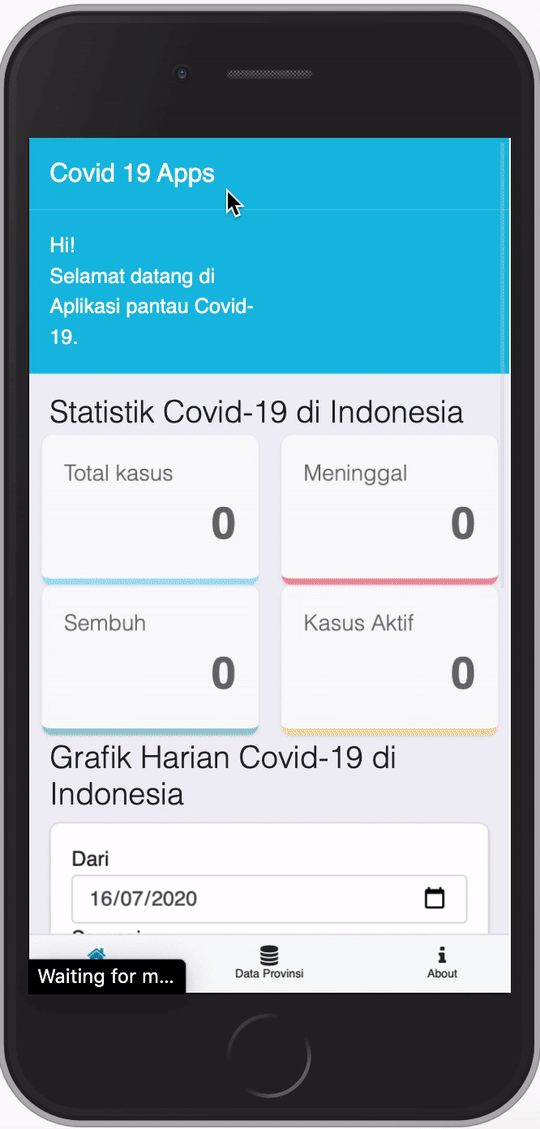 Covid 19 Apps
Hi!
Selamat datang di
Aplikasi pantau Covid-
19.
Statistik Covid-19 di Indonesia
Total kasus
0
Meninggal
0
Sembuh
0
Kasus Aktif
0
Grafik Harian Covid-19 di
Indonesia
Dari
16/07/2020
Waiting for m...
Data Provinsi
About